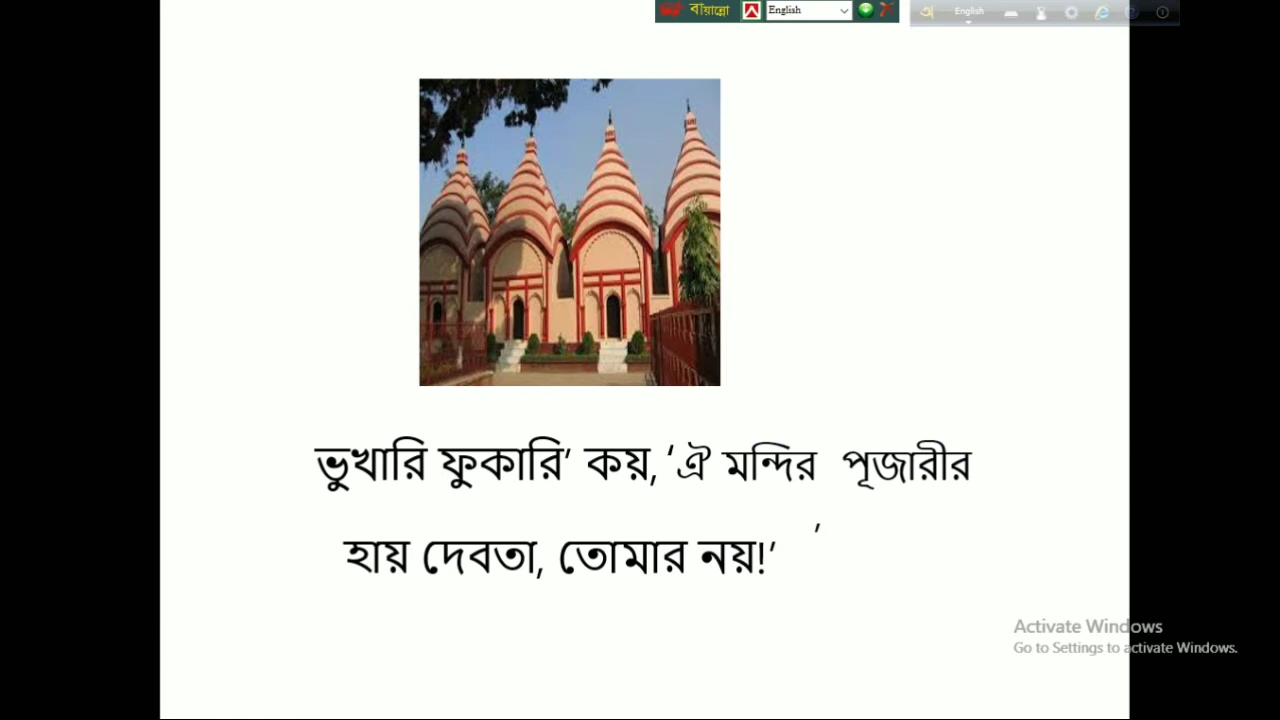 বায়ান্নো English English
ভুখারি ফুকারি’ কয়, ‘ঐ মন্দির পূজারীর
হায় দেবতা, তোমার নয়!’ ’
Activate Windows
Go to Settings to activate Windows.